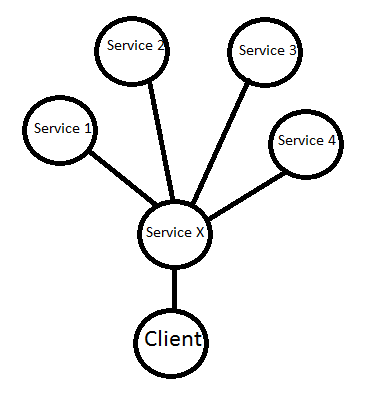 Service 2
Service 3
Service 1
Service 4
Service X
Client